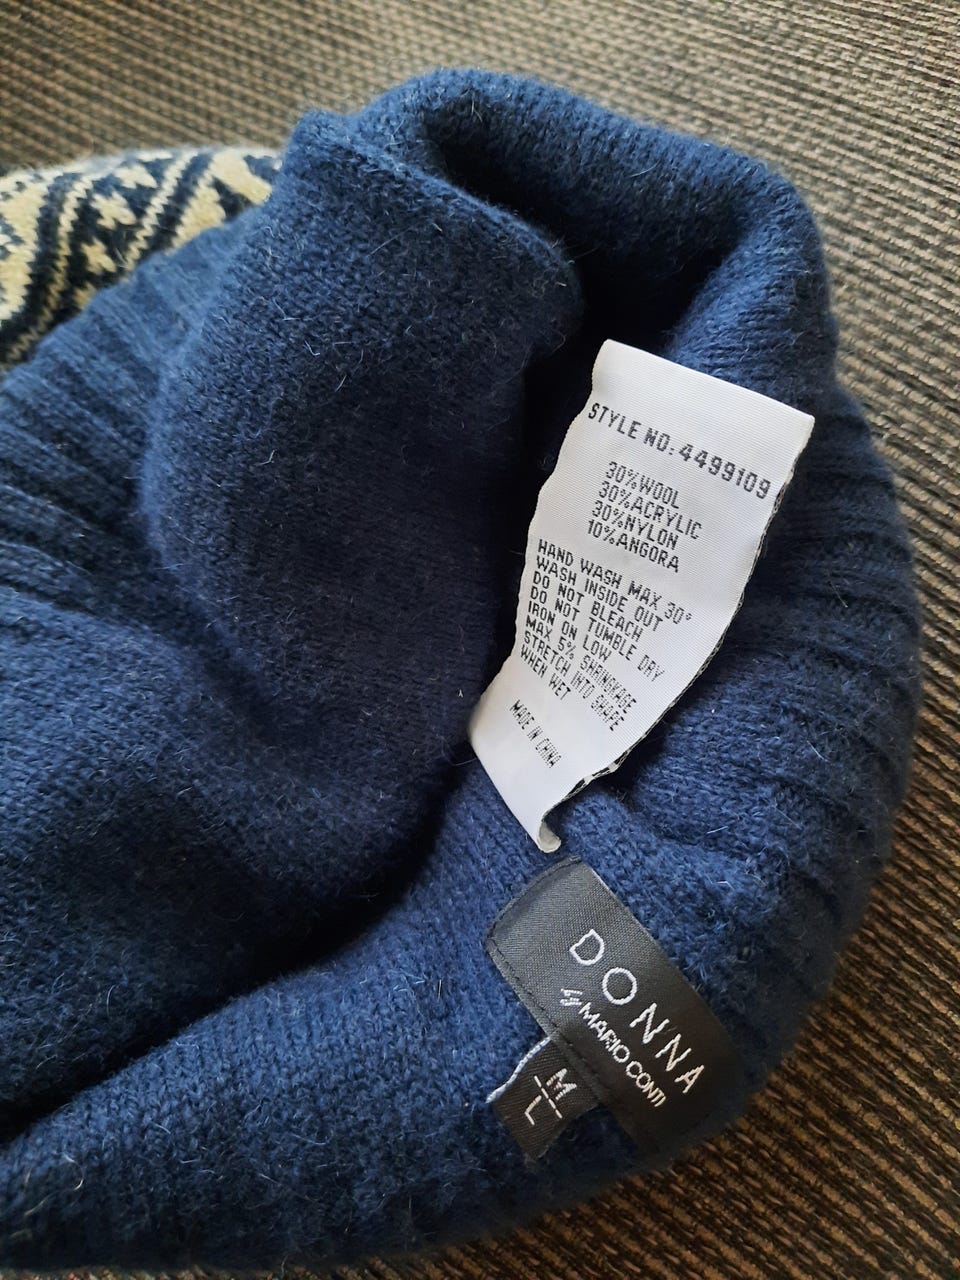 STYLE NO: 4499109
30%WOOL
30%ACRYLIC
30%NYLON
10%ANGORA
HAND WASH MAX 30°
WASH INSIDE OUT
DO NOT BLEACH
DO NOT TUMBLE DRY
IRON ON LOW
MAX 5% SHRINGKAGE
STRETCH INTO SHAPE
WHEN WET
MADE IN CHINA
DONNA
by MARIO CONTI
M
L